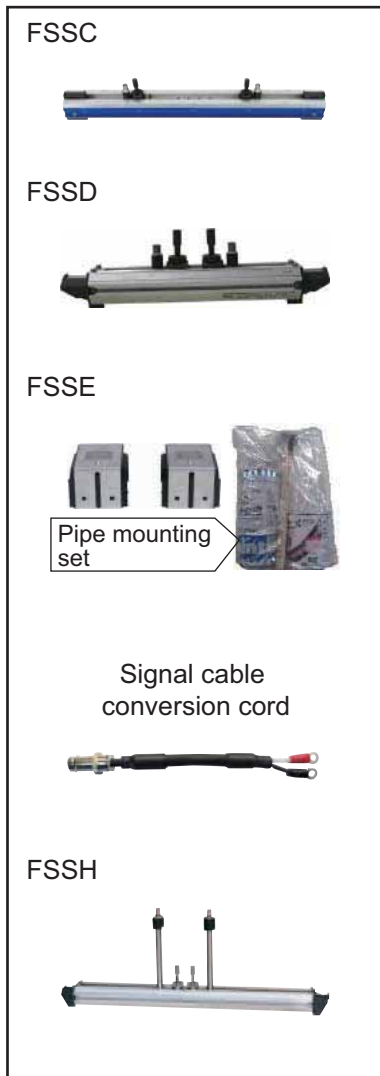 FSSC
FSSD
FSSE
Pipe mounting
set
Signal cable
conversion cord
FSSH